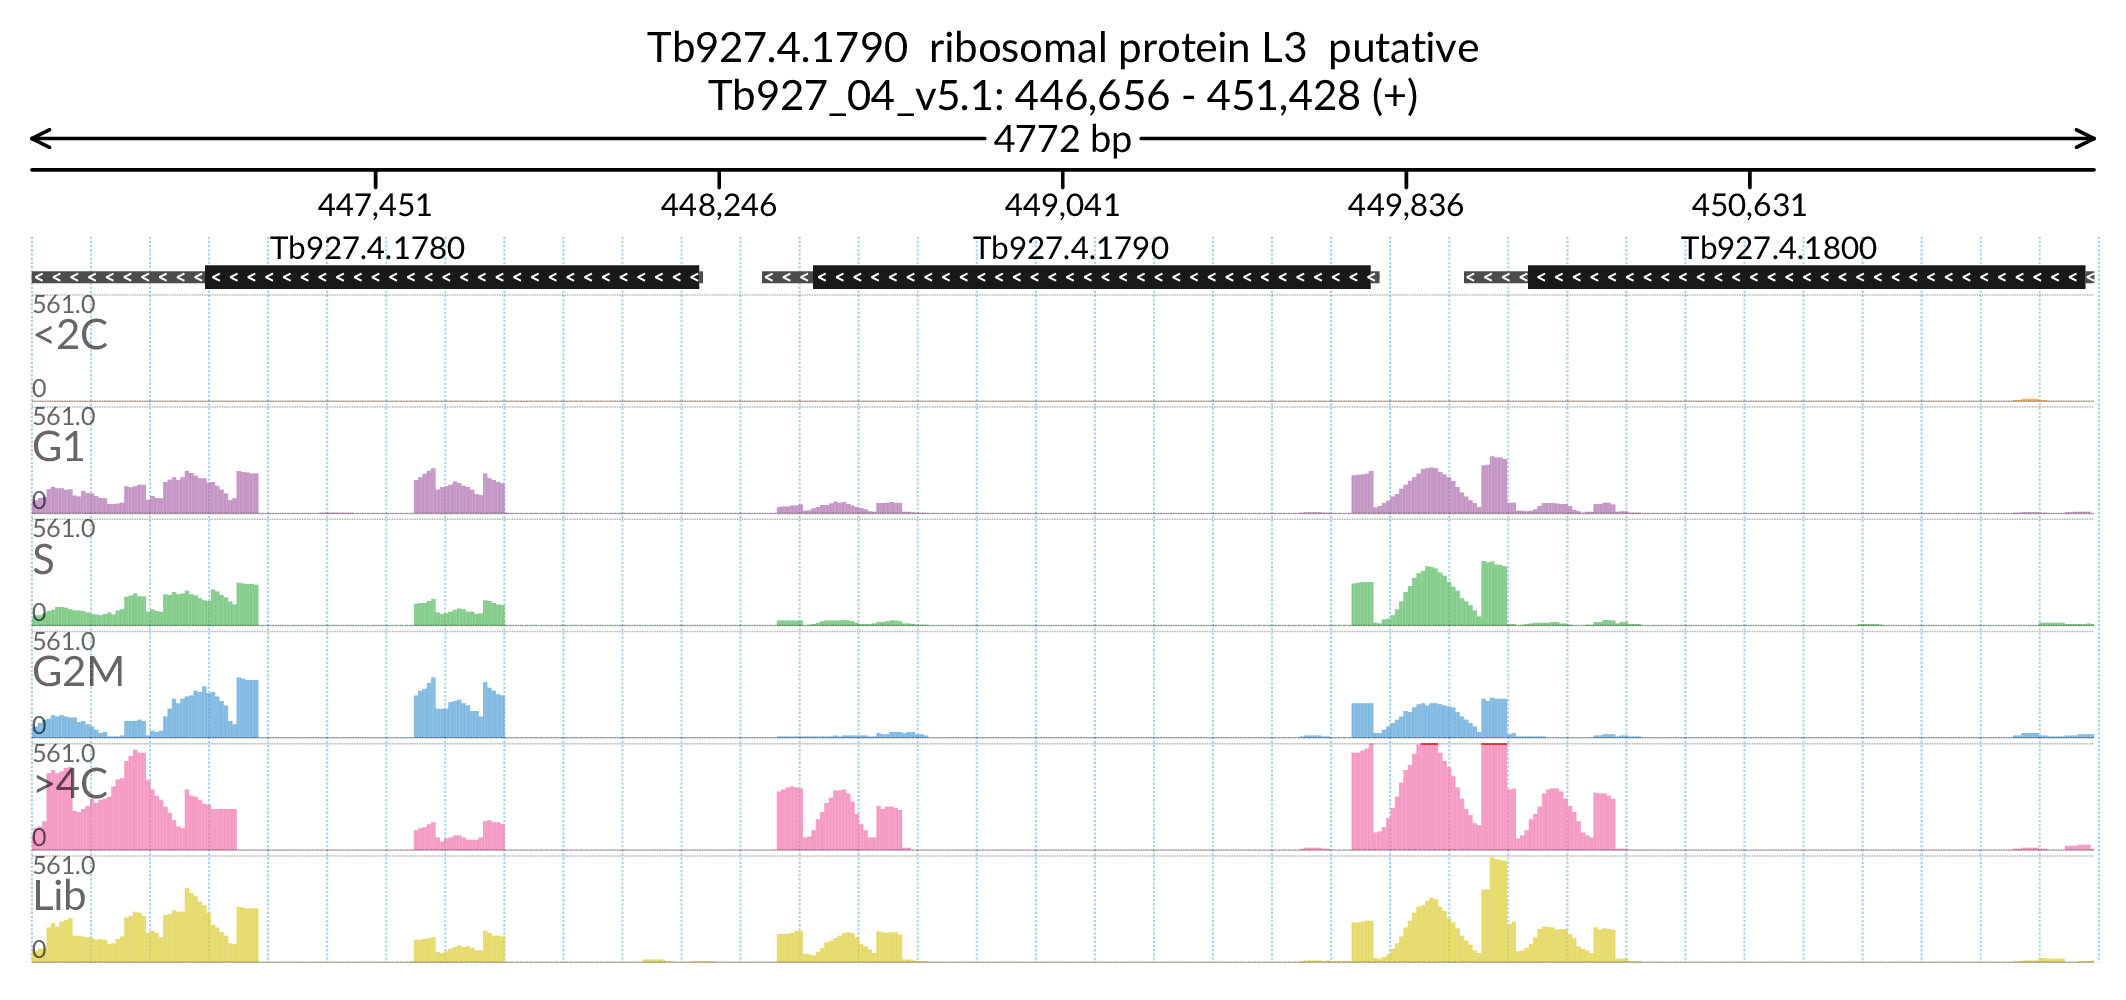 Tb927.4.1790  ribosomal protein L3  putative
Tb927_04_v5.1: 446,656 - 451,428 (+)
4772 bp
447,451 448,246 449,041 449,836 450,631
Tb927.4.1780 Tb927.4.1790 Tb927.4.1800
561.0
<2C
0
561.0
G1
0
561.0
S
0
561.0
G2M
0
561.0
>4C
0
561.0
Lib
0